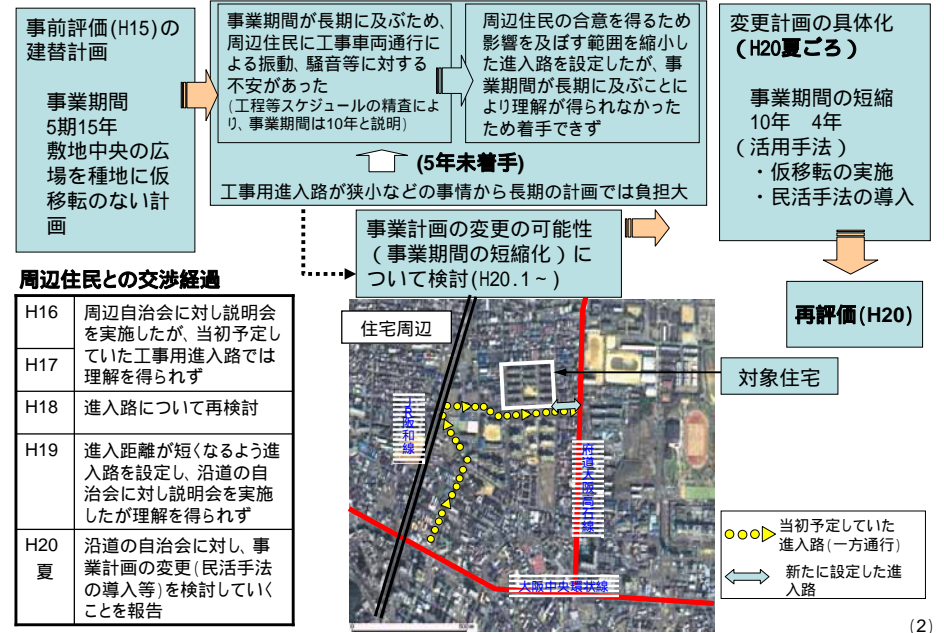 事前評価(H15)の
建替計画
事業期間
5期15年
敷地中央の広
場を種地に仮
移転のない計
画
事業期間が長期に及ぶため、
周辺住民に工事車両通行に
よる振動、騒音等に対する
不安があった
(工程等スケジュールの精査によ
り、事業期間は10年と説明)
周辺住民の合意を得るため
影響を及ぼす範囲を縮小し
た進入路を設定したが、事
業期間が長期に及ぶことに
より理解が得られなかった
ため着手できず
(5年未着手)
工事用進入路が狭小などの事情から長期の計画では負担大
変更計画の具体化
(H20夏ごろ)
事業期間の短縮
10年 4年
(活用手法)
・仮移転の実施
・民活手法の導入
事業計画の変更の可能性
(事業期間の短縮化)に
ついて検討(H20.1~)
再評価(H20)
周辺住民との交渉経過
H16
H17
周辺自治会に対し説明会
を実施したが、当初予定し
ていた工事用進入路では
理解を得られず
H18
進入路について再検討
H19
進入距離が短くなるよう進
入路を設定し、沿道の自
治会に対し説明会を実施
したが理解を得られず
H20
夏
沿道の自治会に対し、事
業計画の変更(民活手法
の導入等)を検討していく
ことを報告
住宅周辺
対象住宅
JR阪和線
府道大阪高石線
大阪中央環状線
当初予定していた
進入路(一方通行)
新たに設定した進
入路
(2)